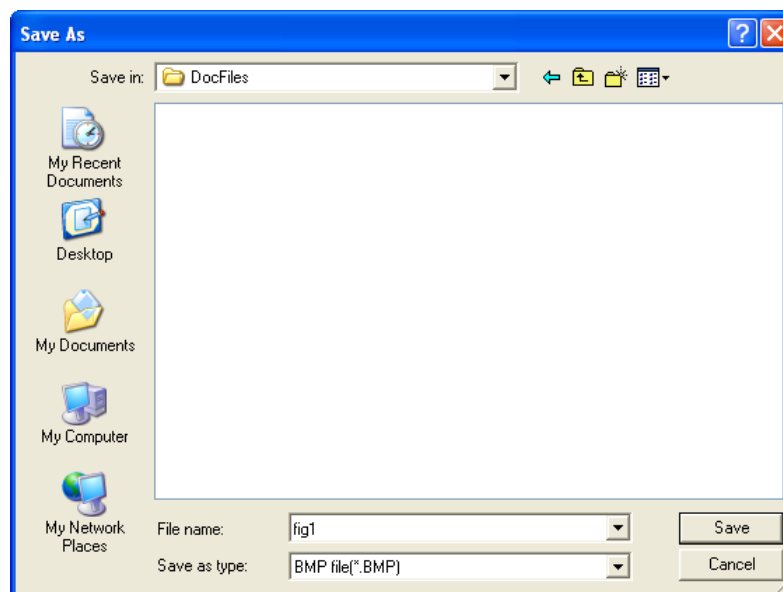 Save As
Save in: DocFiles
My Recent
Documents
Desktop
My Documents
My Computer
My Network
Places
File name: fig1 Save
Save as type: BMP file(*.BMP) Cancel